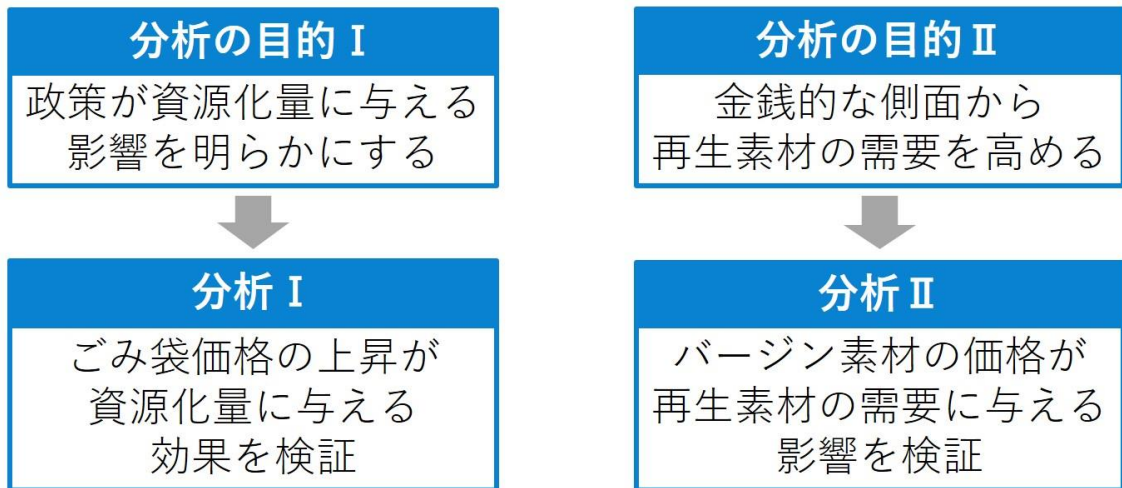 分析の目的Ⅰ
政策が資源化量に与える
影響を明らかにする
分析Ⅰ
ごみ袋価格の上昇が
資源化量に与える
効果を検証
分析の目的Ⅱ
金銭的な側面から
再生素材の需要を高める
分析Ⅱ
バージン素材の価格が
再生素材の需要に与える
影響を検証